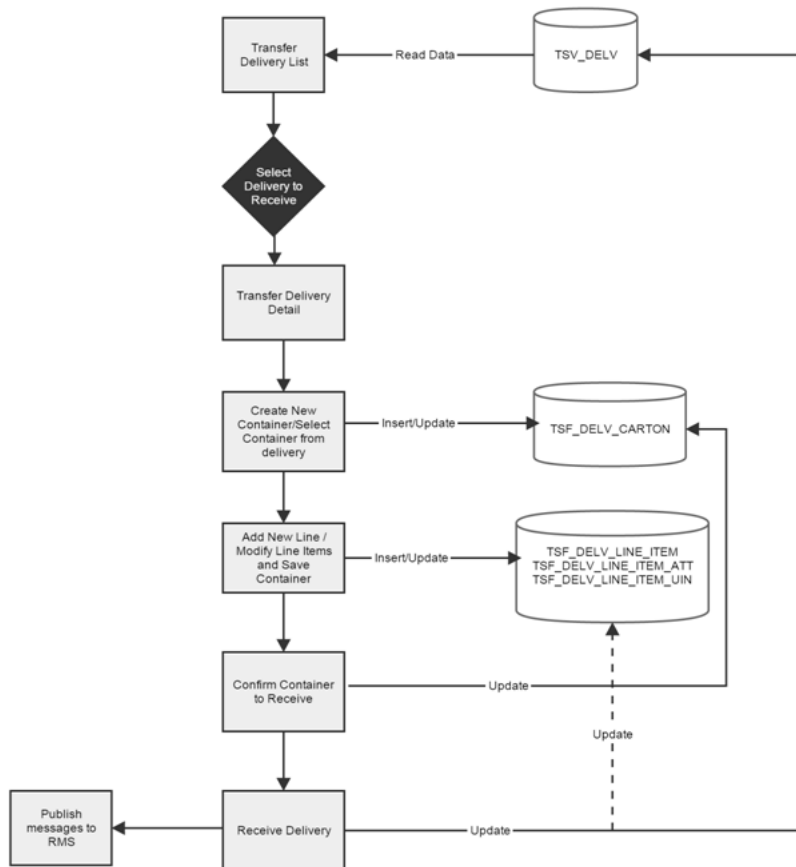 Transfer
Delivery List
Read Data
TSV_DELV
Select
Delivery to
Receive
Transfer Delivery
Detail
Create New
Container/Select
Container from
delivery
Insert/Update
TSF_DELV_CARTON
Add New Line /
Modify Line Items
and Save
Container
Insert/Update
TSF_DELV_LINE_ITEM
TSF_DELV_LINE_ITEM_ATT
TSF_DELV_LINE_ITEM_UIN
Confirm Container
to Receive
Update
Update
Publish
messages to
RMS
Receive Delivery
Update